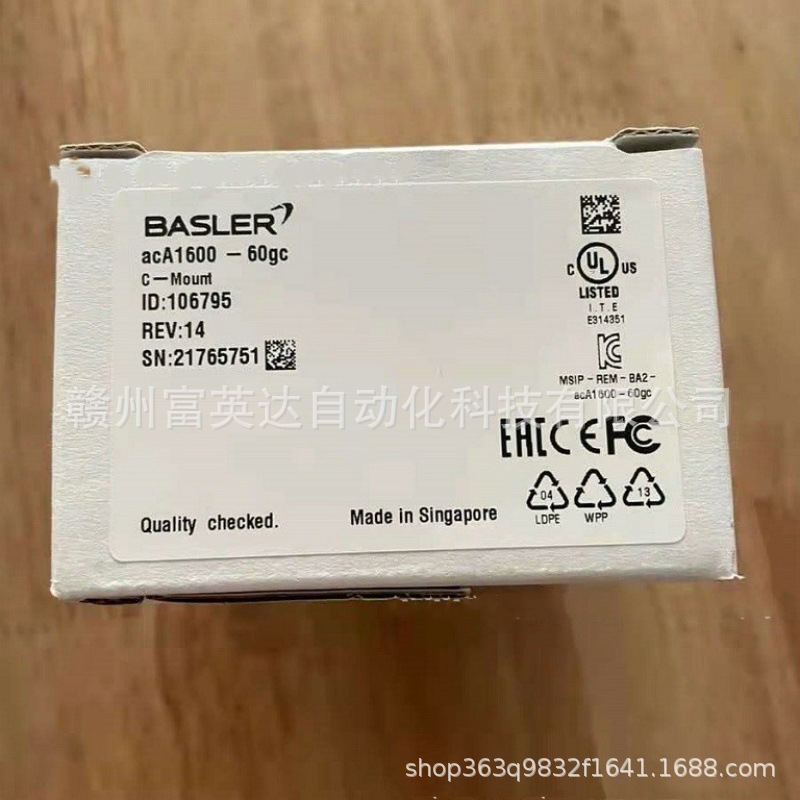 BASLER
acA1600 - 60gc
C-Mount
ID:106795
REV:14
SN:21765751
Quality checked.
Made in Singapore
C UL US
LISTED
I.T.E
E314351
MSIP-REM-BA2-
acA1600-60gc
EAC CE FC
04
LDPE
WPP
13
赣州富英达自动化科技有限公司
shop363q9832f1641.1688.com